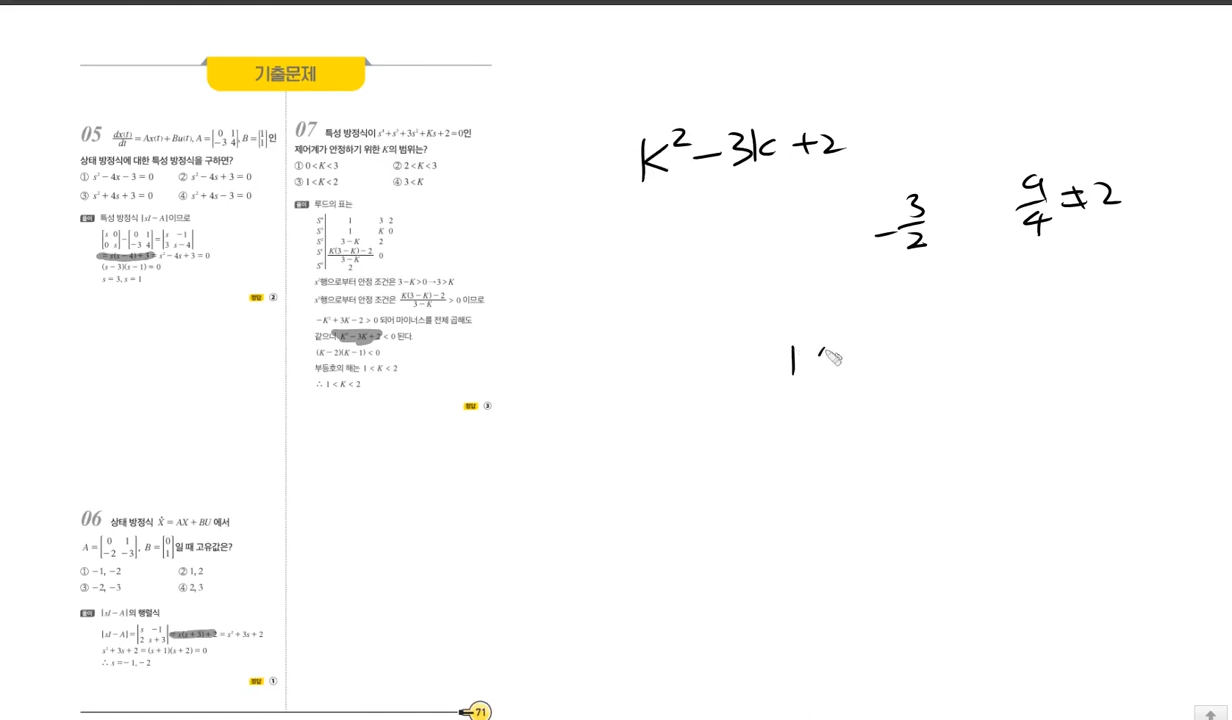 기출문제
05 dx(t)/dt = Ax(t) + Bu(t), A = |0 1 -3 4|, B = |1 1|인
상태 방정식에 대한 특성 방정식을 구하면?
① s² - 4x - 3 = 0 ② s² - 4s + 3 = 0
③ s² + 4s + 3 = 0 ④ s² + 4s - 3 = 0
풀이 특성 방정식 |sI - A|이므로
|s 0 0 s| - |0 1 -3 4| = |s -1 3 s-4|
= s(s-4)+3 = s² - 4s + 3 = 0
(s-3)(s-1) = 0
s = 3, s = 1
정답 ②
06 상태 방정식 Ẋ = AX + BU 에서
A = [0 1 -2 -3], B = [0 1]일 때 고유값은?
① -1, -2 ② 1, 2
③ -2, -3 ④ 2, 3
풀이 |sI - A|의 행렬식
|sI - A| = |s -1 2 s+3| = s(s+3)+2 = s² + 3s + 2
s² + 3s + 2 = (s+1)(s+2) = 0
∴ s = -1, -2
정답 ①
07 특성 방정식이 s⁴ + s³ + 3s² + Ks + 2 = 0인
제어계가 안정하기 위한 K의 범위는?
① 0 < K < 3 ② 2 < K < 3
③ 1 < K < 2 ④ 3 < K
풀이 루드의 표는
1 3 2
1 K 0
3-K 2
K(3-K)-2 / 3-K 0
2
s²행으로부터 안정 조건은 3-K>0→3>K
s¹행으로부터 안정 조건은 K(3-K)-2 / 3-K > 0 이므로
-K² + 3K - 2 > 0 되어 마이너스를 전체 곱해도
같으니 K² - 3K + 2 < 0 된다.
(K-2)(K-1) < 0
부등호의 해는 1 < K < 2
∴ 1 < K < 2
정답 ③
71
K² - 3K + 2
-3/2 9/4 ± 2
1